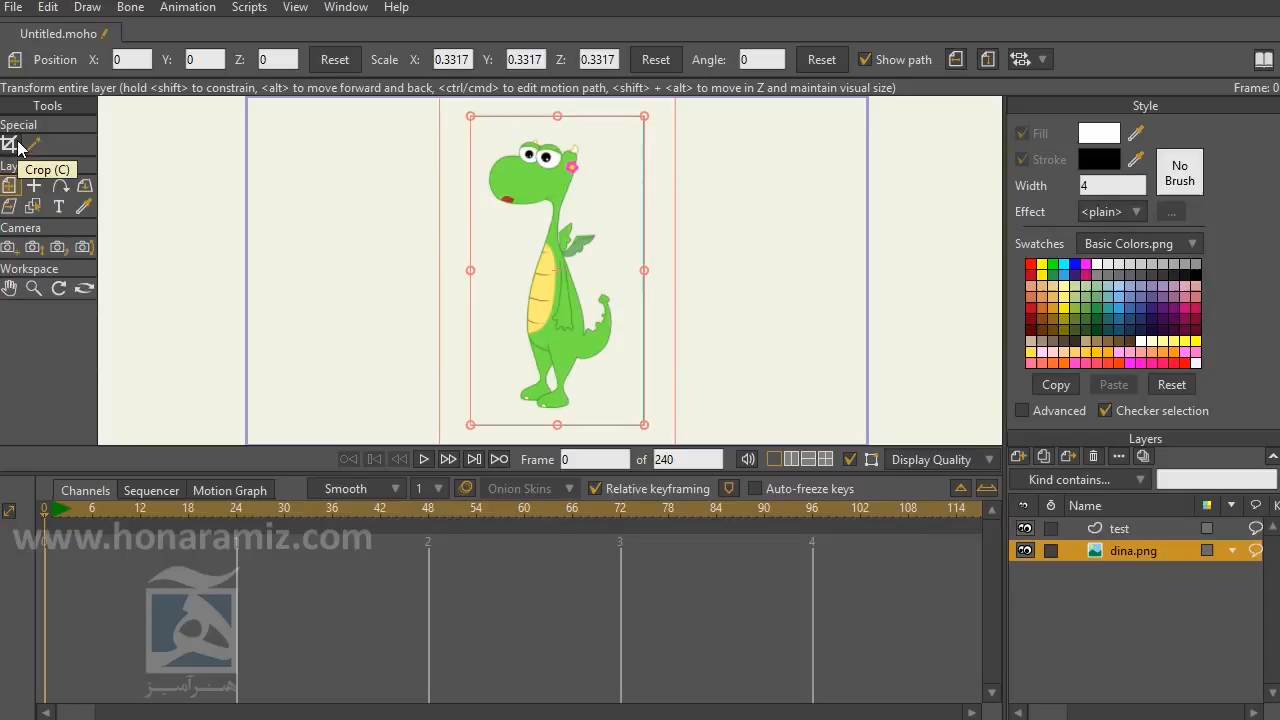 File Edit Draw Bone Animation Scripts View Window Help
Untitled.moho
Position X: 0 Y: 0 Z: 0 Reset Scale X: 0.3317 Y: 0.3317 Z: 0.3317 Reset Angle: 0 Reset Show path
Transform entire layer (hold <shift> to constrain, <alt> to move forward and back, <ctrl/cmd> to edit motion path, <shift> + <alt> to move in Z and maintain visual size) Frame: 0
Tools
Special
Crop (C)
Lay
T
Camera
Workspace
Style
Fill
Stroke
No
Brush
Width 4
Effect <plain> ...
Swatches Basic Colors.png
Copy Paste Reset
Advanced Checker selection
Frame 0 of 240 Display Quality
Layers
Kind contains...
Name K
test
dina.png
Channels Sequencer Motion Graph Smooth 1 Onion Skins Relative keyframing Auto-freeze keys
0 6 12 18 24 30 36 42 48 54 60 66 72 78 84 90 96 102 108 114
www.honaramiz.com
0 1 2 3 4
هنرآمیز